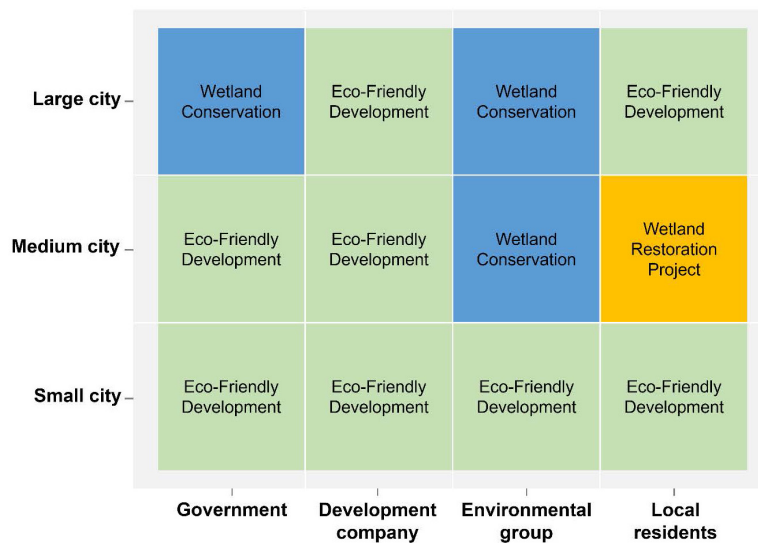 Large city
Wetland
Conservation
Eco-Friendly
Development
Wetland
Conservation
Eco-Friendly
Development
Medium city
Eco-Friendly
Development
Eco-Friendly
Development
Wetland
Conservation
Wetland
Restoration
Project
Small city
Eco-Friendly
Development
Eco-Friendly
Development
Eco-Friendly
Development
Eco-Friendly
Development
Government
Development
company
Environmental
group
Local
residents